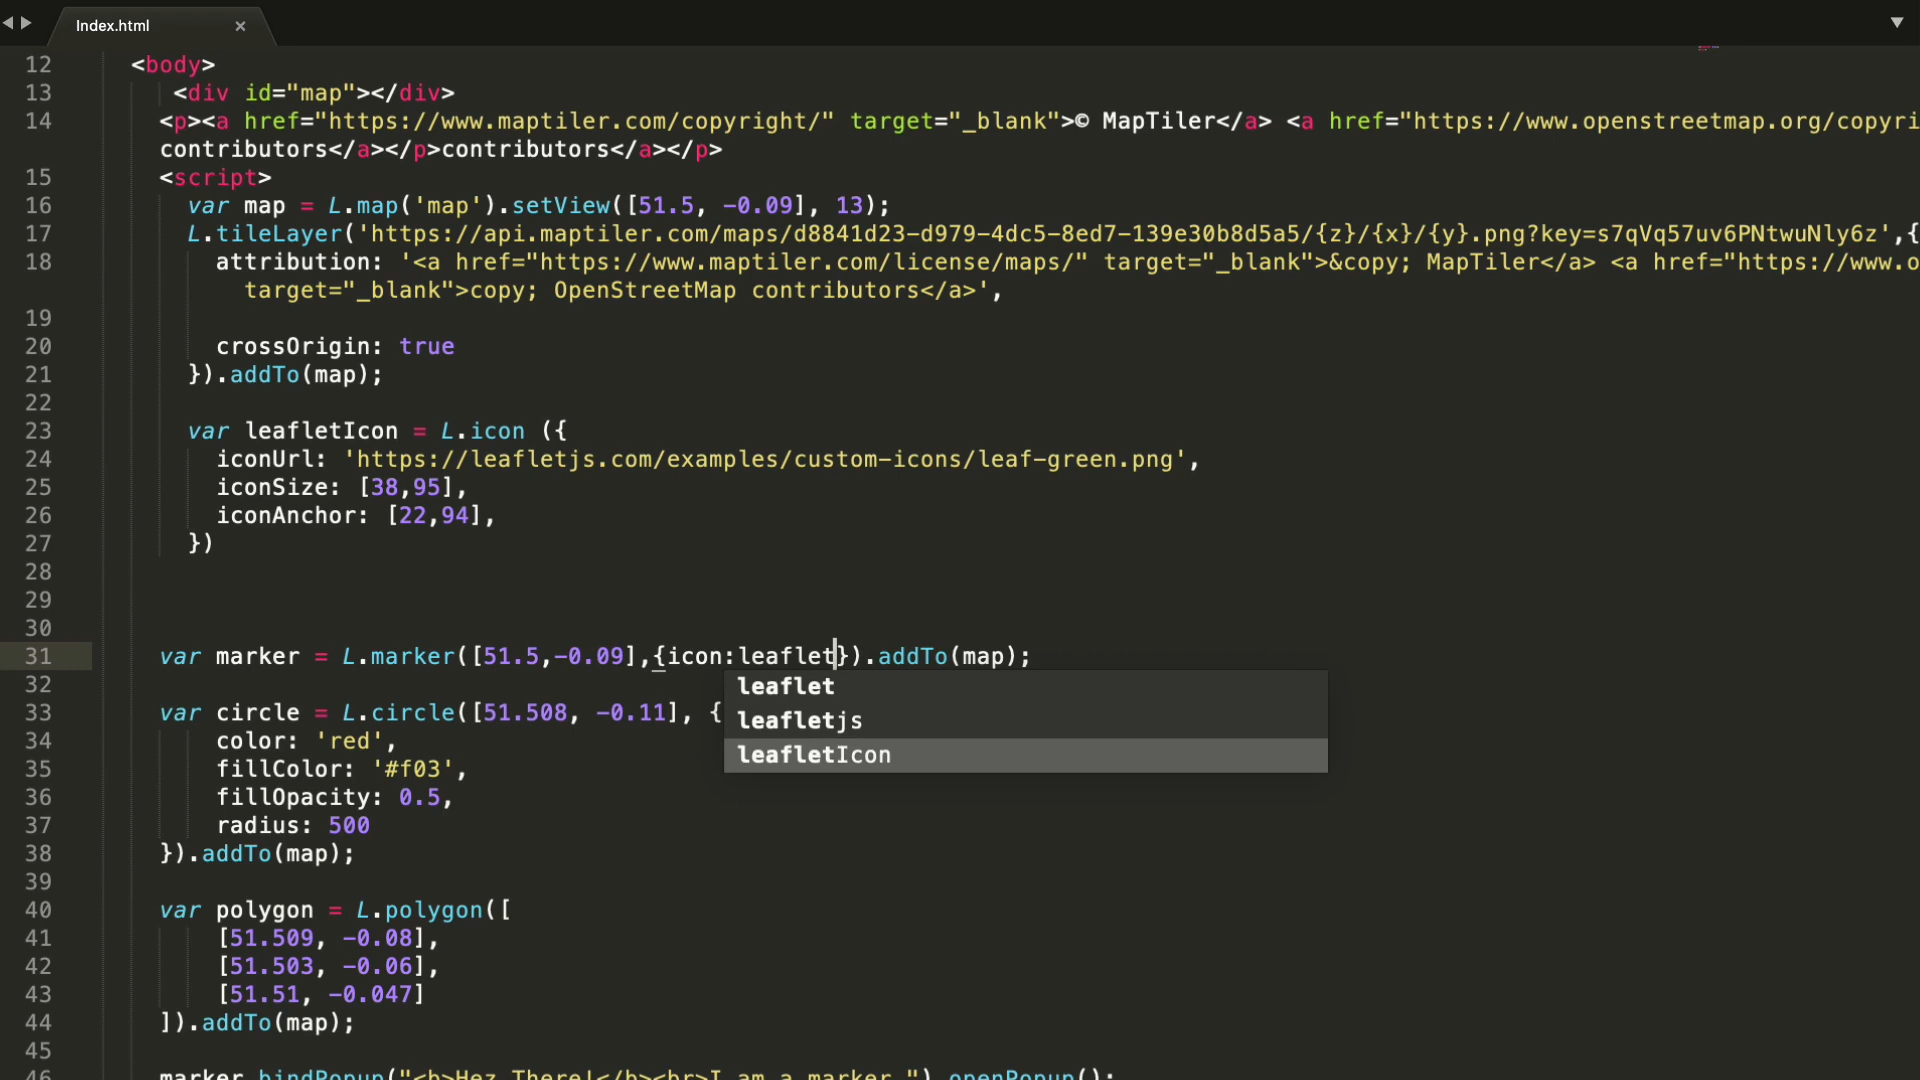 Index.html ×
12 <body>
13 <div id="map"></div>
14 <p><a href="https://www.maptiler.com/copyright/" target="_blank">© MapTiler</a> <a href="https://www.openstreetmap.org/copyri
contributors</a></p>contributors</a></p>
15 <script>
16 var map = L.map('map').setView([51.5, -0.09], 13);
17 L.tileLayer('https://api.maptiler.com/maps/d8841d23-d979-4dc5-8ed7-139e30b8d5a5/{z}/{x}/{y}.png?key=s7qVq57uv6PNtwuNly6z',{
18 attribution: '<a href="https://www.maptiler.com/license/maps/" target="_blank">&copy; MapTiler</a> <a href="https://www.o
target="_blank">copy; OpenStreetMap contributors</a>',
19
20 crossOrigin: true
21 }).addTo(map);
22
23 var leafletIcon = L.icon ({
24 iconUrl: 'https://leafletjs.com/examples/custom-icons/leaf-green.png',
25 iconSize: [38,95],
26 iconAnchor: [22,94],
27 })
28
29
30
31 var marker = L.marker([51.5,-0.09],{icon:leaflet}).addTo(map);
32 leaflet
33 var circle = L.circle([51.508, -0.11], { leafletjs
34 color: 'red', leafletIcon
35 fillColor: '#f03',
36 fillOpacity: 0.5,
37 radius: 500
38 }).addTo(map);
39
40 var polygon = L.polygon([
41 [51.509, -0.08],
42 [51.503, -0.06],
43 [51.51, -0.047]
44 ]).addTo(map);
45
46 marker.bindPopup("<b>Hez There!</b><br>I am a marker.").openPopup();